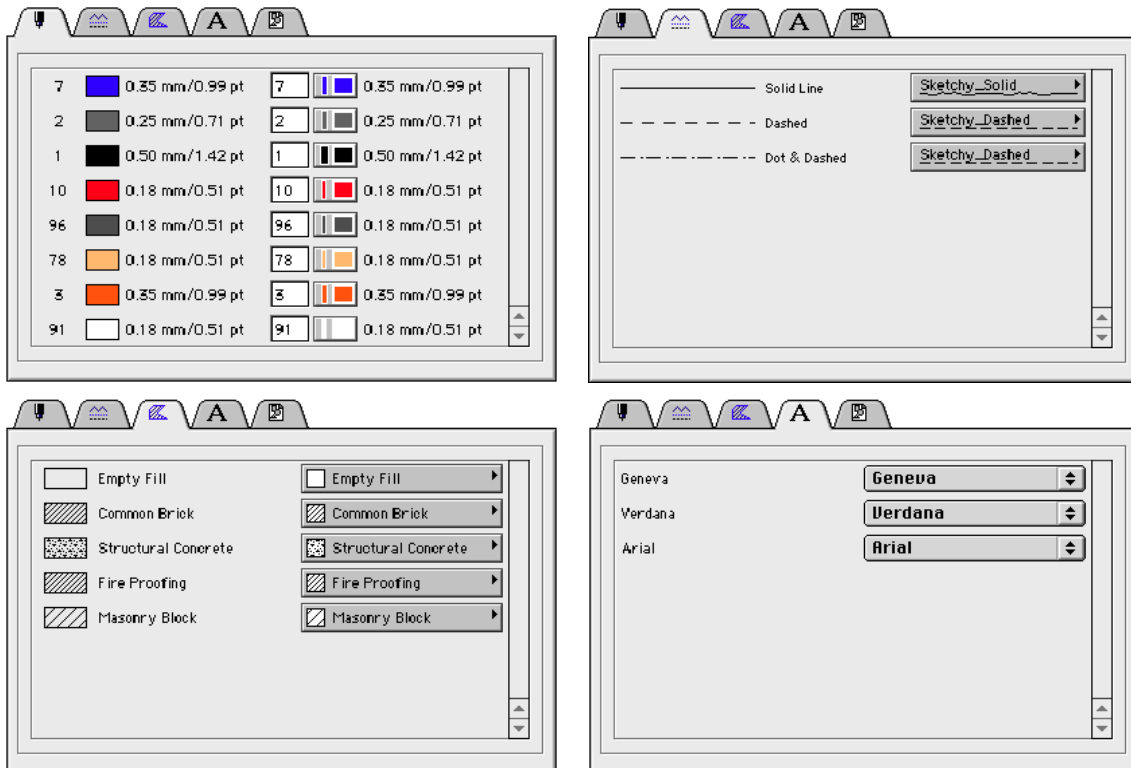 A
7 0.35 mm/0.99 pt 7 0.35 mm/0.99 pt
2 0.25 mm/0.71 pt 2 0.25 mm/0.71 pt
1 0.50 mm/1.42 pt 1 0.50 mm/1.42 pt
10 0.18 mm/0.51 pt 10 0.18 mm/0.51 pt
96 0.18 mm/0.51 pt 96 0.18 mm/0.51 pt
78 0.18 mm/0.51 pt 78 0.18 mm/0.51 pt
3 0.35 mm/0.99 pt 3 0.35 mm/0.99 pt
91 0.18 mm/0.51 pt 91 0.18 mm/0.51 pt
A
Solid Line Sketchy_Solid
Dashed Sketchy_Dashed
Dot & Dashed Sketchy_Dashed
A
Empty Fill Empty Fill
Common Brick Common Brick
Structural Concrete Structural Concrete
Fire Proofing Fire Proofing
Masonry Block Masonry Block
A
Geneva Geneva
Verdana Verdana
Arial Arial